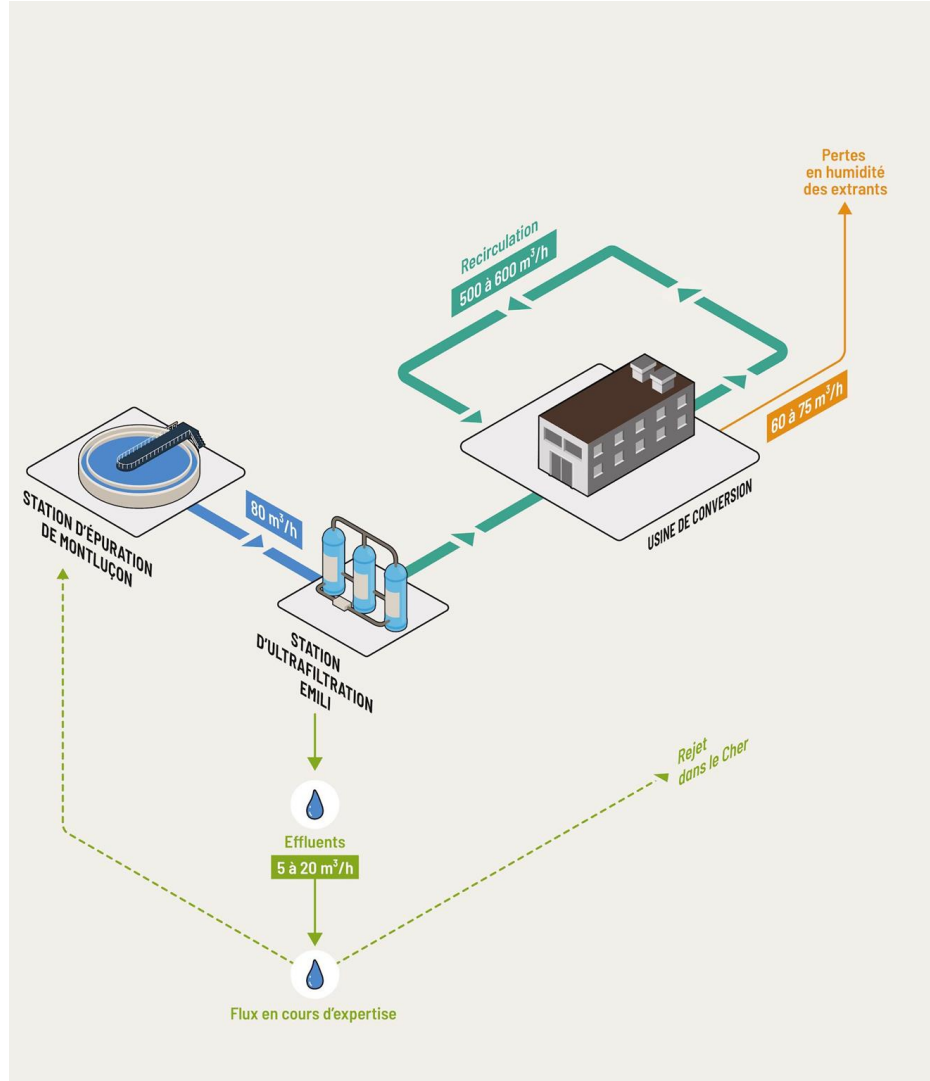 Pertes
en humidité
des extrants
Recirculation
500 à 600 m³/h
60 à 75 m³/h
USINE DE CONVERSION
STATION D'ÉPURATION
DE MONTLUÇON
80 m³/h
STATION
D'ULTRAFILTRATION
EMILI
Rejet
dans le Cher
Effluents
5 à 20 m³/h
Flux en cours d'expertise